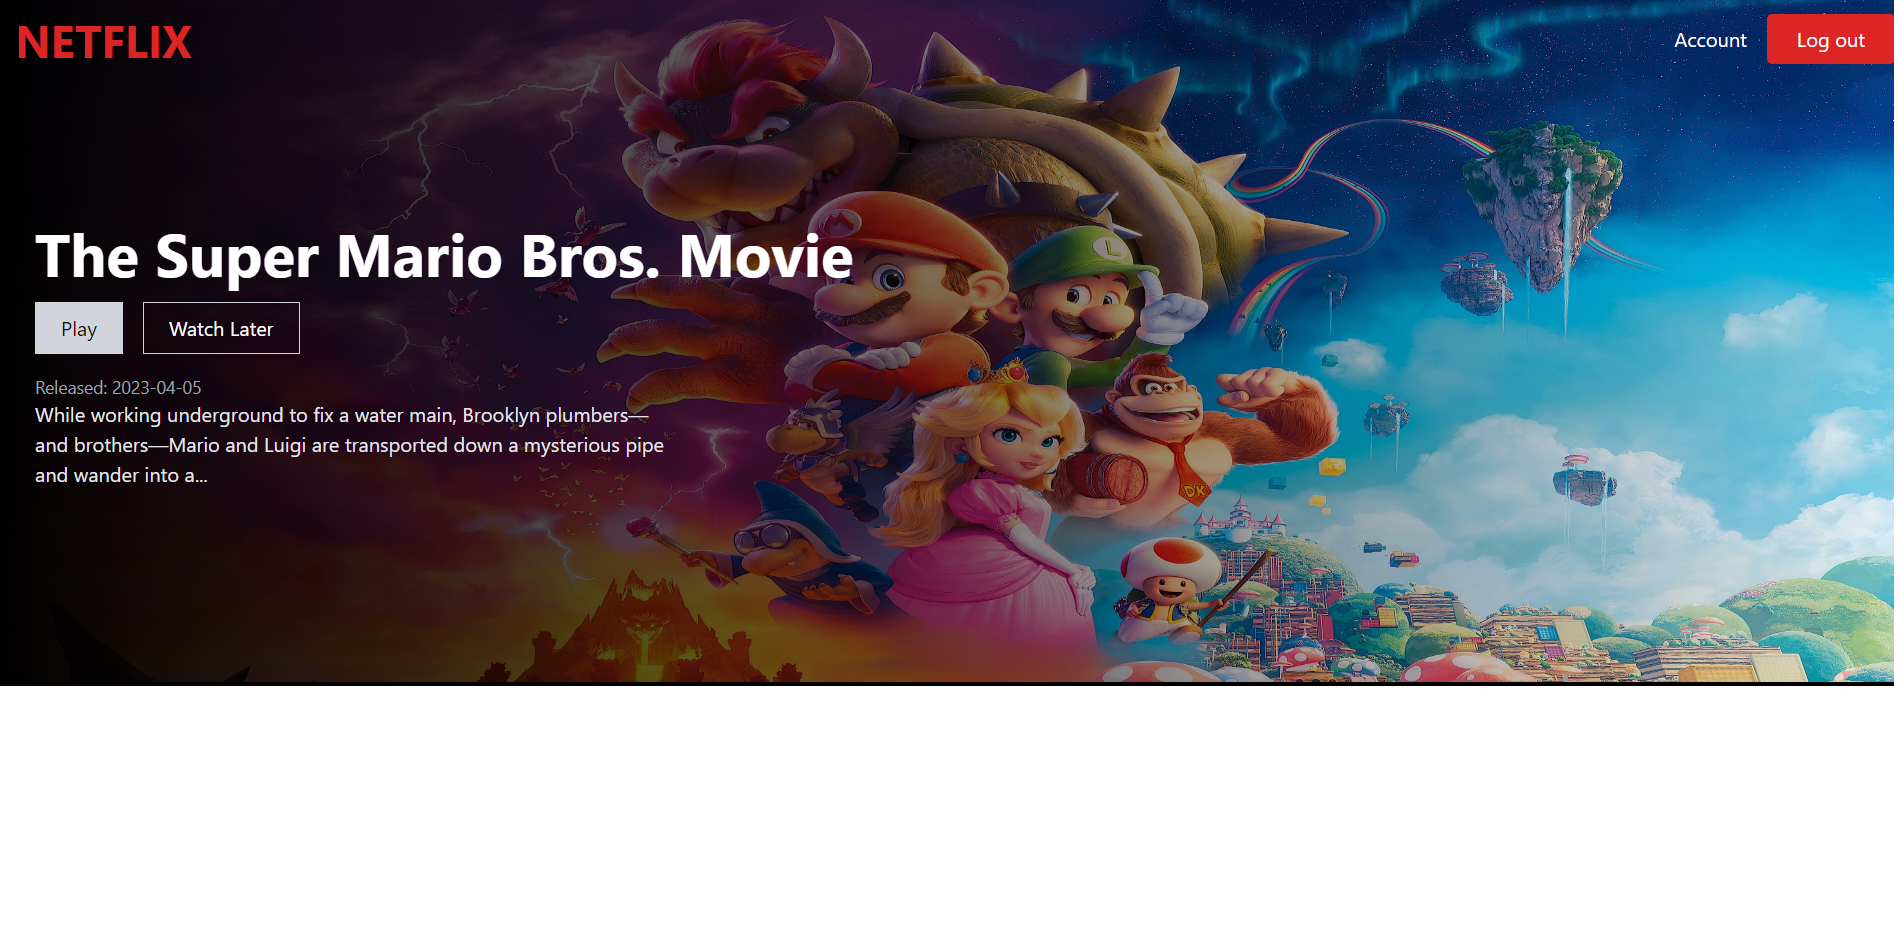 NETFLIX
Account
Log out
The Super Mario Bros. Movie
Play
Watch Later
Released: 2023-04-05
While working underground to fix a water main, Brooklyn plumbers—
and brothers—Mario and Luigi are transported down a mysterious pipe
and wander into a...
M
L
DK